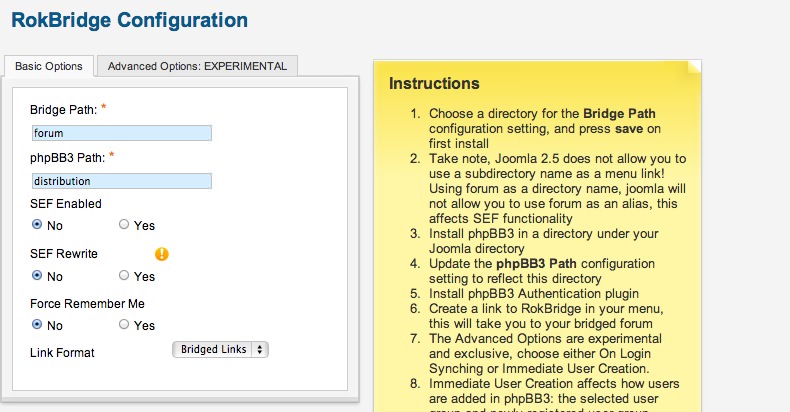 RokBridge Configuration
Basic Options
Advanced Options: EXPERIMENTAL
Bridge Path: *
forum
phpBB3 Path: *
distribution
SEF Enabled
No Yes
SEF Rewrite
No Yes
Force Remember Me
No Yes
Link Format Bridged Links
Instructions
1. Choose a directory for the Bridge Path
configuration setting, and press save on
first install
2. Take note, Joomla 2.5 does not allow you to
use a subdirectory name as a menu link!
Using forum as a directory name, joomla will
not allow you to use forum as an alias, this
affects SEF functionality
3. Install phpBB3 in a directory under your
Joomla directory
4. Update the phpBB3 Path configuration
setting to reflect this directory
5. Install phpBB3 Authentication plugin
6. Create a link to RokBridge in your menu,
this will take you to your bridged forum
7. The Advanced Options are experimental
and exclusive, choose either On Login
Synching or Immediate User Creation.
8. Immediate User Creation affects how users
are added in phpBB3: the selected user
group and newly registered user group